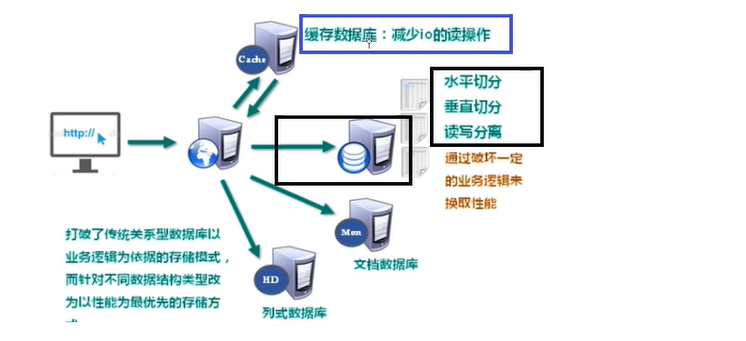 缓存数据库：减少io的读操作
Cache
水平切分
垂直切分
读写分离
http://
通过破坏一定
的业务逻辑来
换取性能
Mon
文档数据库
打破了传统关系型数据库以
业务逻辑为依据的存储模式，
而针对不同数据结构类型改
为以性能为最优先的存储方
HD
列式数据库